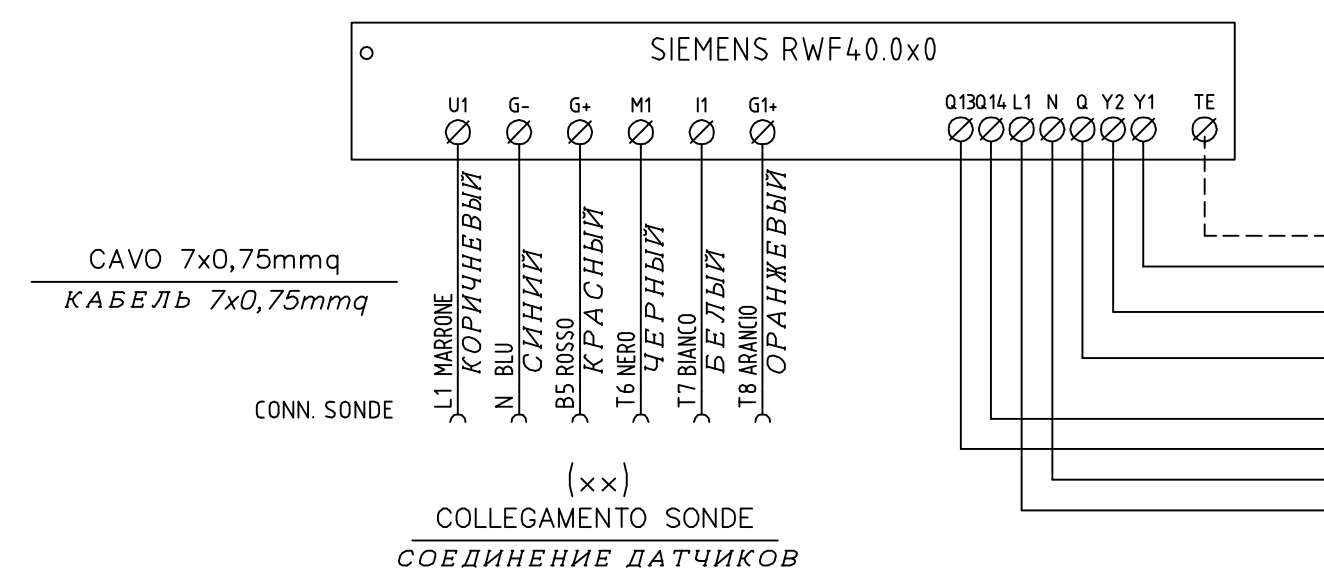 SIEMENS RWF40.0x0
U1 G- G+ M1 I1 G1+ Q13 Q14 L1 N Q Y2 Y1 TE
CAVO 7x0,75mmq
КАБЕЛЬ 7x0,75mmq
L1 MARRONE
КОРИЧНЕВЫЙ
N BLU
СИНИЙ
B5 ROSSO
КРАСНЫЙ
T6 NERO
ЧЕРНЫЙ
T7 BIANCO
БЕЛЫЙ
T8 ARANCIO
ОРАНЖЕВЫЙ
CONN. SONDE
(xx)
COLLEGAMENTO SONDE
СОЕДИНЕНИЕ ДАТЧИКОВ